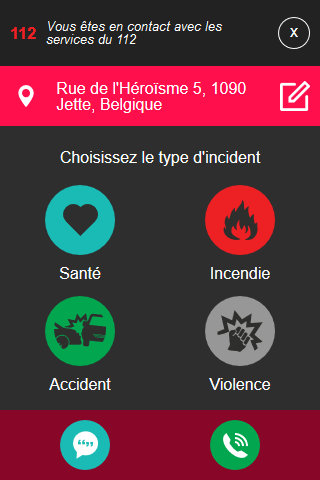 112
Vous êtes en contact avec les
services du 112
X
Rue de l'Héroïsme 5, 1090
Jette, Belgique
Choisissez le type d'incident
Santé
Incendie
Accident
Violence